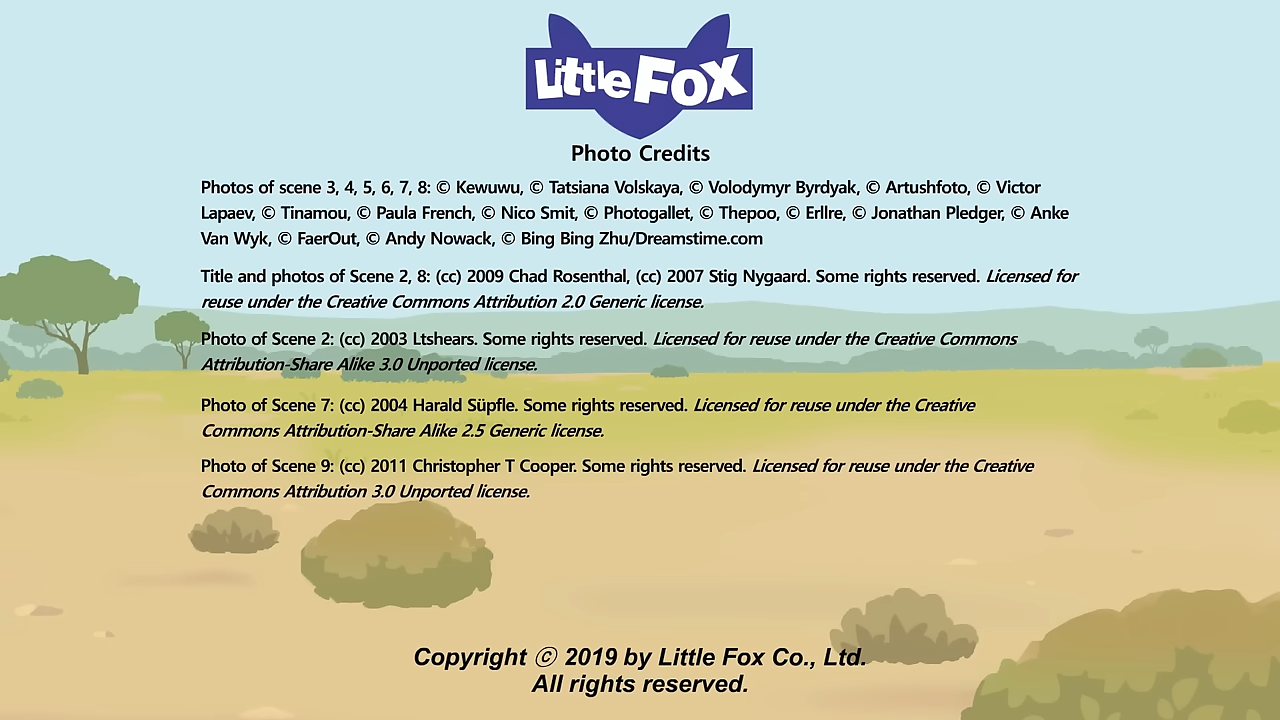 Little Fox
Photo Credits
Photos of scene 3, 4, 5, 6, 7, 8: © Kewuwu, © Tatsiana Volskaya, © Volodymyr Byrdyak, © Artushfoto, © Victor
Lapaev, © Tinamou, © Paula French, © Nico Smit, © Photogallet, © Thepoo, © Erllre, © Jonathan Pledger, © Anke
Van Wyk, © FaerOut, © Andy Nowack, © Bing Bing Zhu/Dreamstime.com
Title and photos of Scene 2, 8: (cc) 2009 Chad Rosenthal, (cc) 2007 Stig Nygaard. Some rights reserved. Licensed for
reuse under the Creative Commons Attribution 2.0 Generic license.
Photo of Scene 2: (cc) 2003 Ltshears. Some rights reserved. Licensed for reuse under the Creative Commons
Attribution-Share Alike 3.0 Unported license.
Photo of Scene 7: (cc) 2004 Harald Süpfle. Some rights reserved. Licensed for reuse under the Creative
Commons Attribution-Share Alike 2.5 Generic license.
Photo of Scene 9: (cc) 2011 Christopher T Cooper. Some rights reserved. Licensed for reuse under the Creative
Commons Attribution 3.0 Unported license.
Copyright ⓒ 2019 by Little Fox Co., Ltd.
All rights reserved.